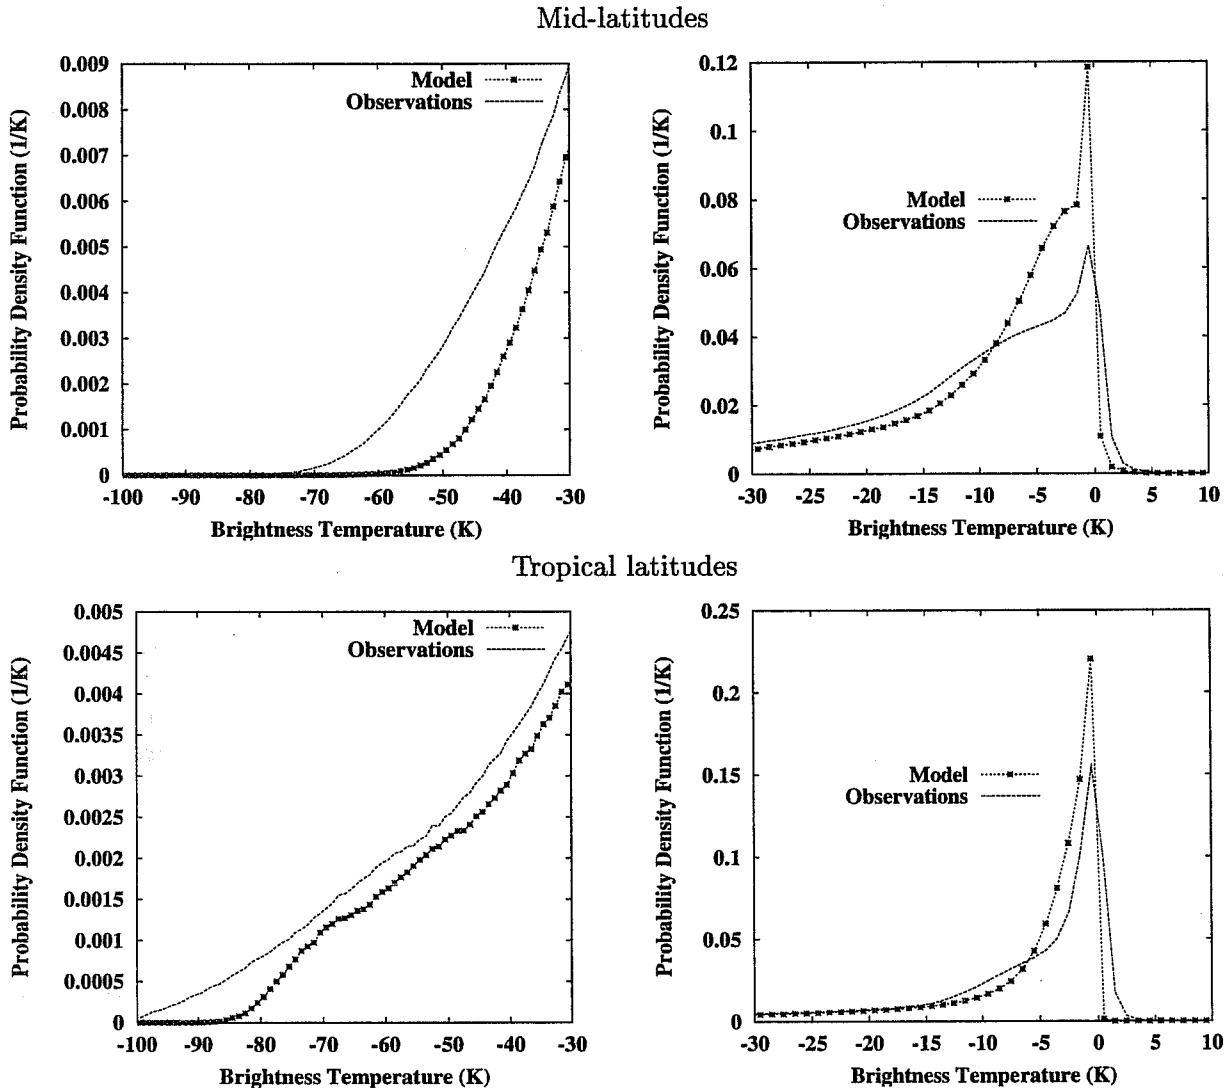 Mid-latitudes
Probability Density Function (1/K)
0.009
0.008
0.007
0.006
0.005
0.004
0.003
0.002
0.001
0
Model
Observations
-100 -90 -80 -70 -60 -50 -40 -30
Brightness Temperature (K)
Probability Density Function (1/K)
0.12
0.1
0.08
0.06
0.04
0.02
0
Model
Observations
-30 -25 -20 -15 -10 -5 0 5 10
Brightness Temperature (K)
Tropical latitudes
Probability Density Function (1/K)
0.005
0.0045
0.004
0.0035
0.003
0.0025
0.002
0.0015
0.001
0.0005
0
Model
Observations
-100 -90 -80 -70 -60 -50 -40 -30
Brightness Temperature (K)
Probability Density Function (1/K)
0.25
0.2
0.15
0.1
0.05
0
Model
Observations
-30 -25 -20 -15 -10 -5 0 5 10
Brightness Temperature (K)